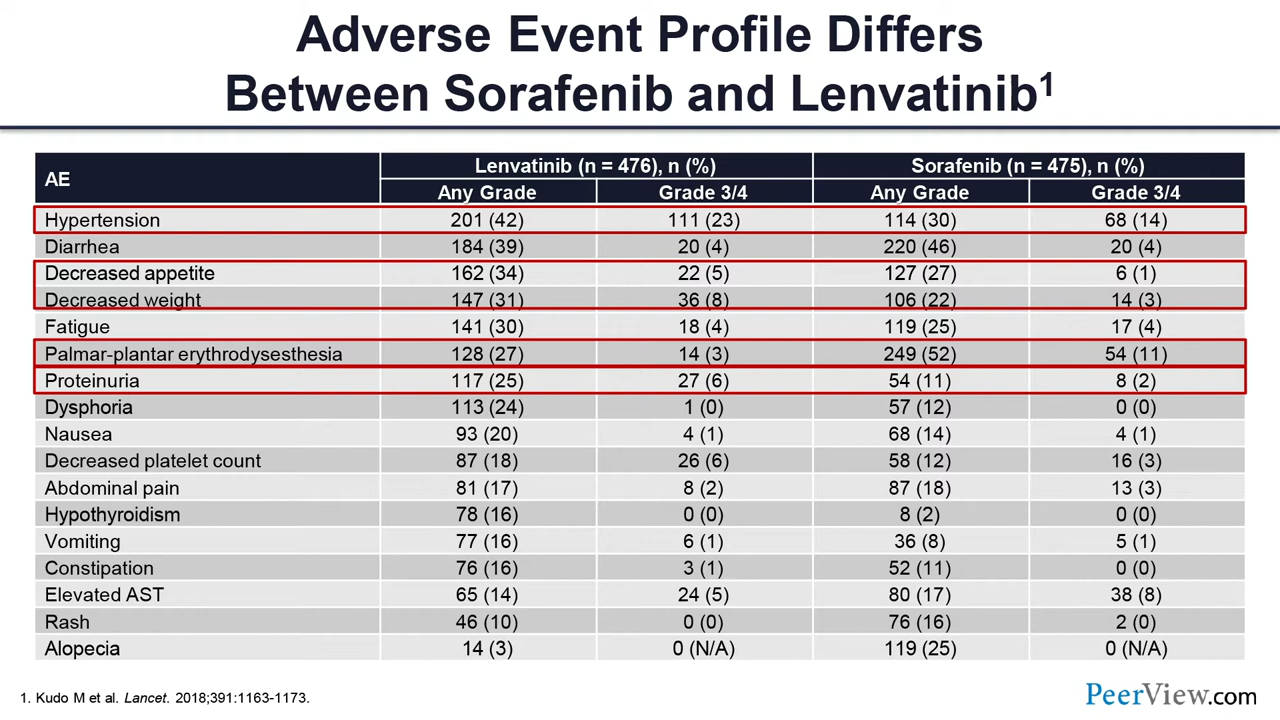 Adverse Event Profile Differs
Between Sorafenib and Lenvatinib1
AE Lenvatinib (n = 476), n (%) Sorafenib (n = 475), n (%)
Any Grade Grade 3/4 Any Grade Grade 3/4
Hypertension 201 (42) 111 (23) 114 (30) 68 (14)
Diarrhea 184 (39) 20 (4) 220 (46) 20 (4)
Decreased appetite 162 (34) 22 (5) 127 (27) 6 (1)
Decreased weight 147 (31) 36 (8) 106 (22) 14 (3)
Fatigue 141 (30) 18 (4) 119 (25) 17 (4)
Palmar-plantar erythrodysesthesia 128 (27) 14 (3) 249 (52) 54 (11)
Proteinuria 117 (25) 27 (6) 54 (11) 8 (2)
Dysphoria 113 (24) 1 (0) 57 (12) 0 (0)
Nausea 93 (20) 4 (1) 68 (14) 4 (1)
Decreased platelet count 87 (18) 26 (6) 58 (12) 16 (3)
Abdominal pain 81 (17) 8 (2) 87 (18) 13 (3)
Hypothyroidism 78 (16) 0 (0) 8 (2) 0 (0)
Vomiting 77 (16) 6 (1) 36 (8) 5 (1)
Constipation 76 (16) 3 (1) 52 (11) 0 (0)
Elevated AST 65 (14) 24 (5) 80 (17) 38 (8)
Rash 46 (10) 0 (0) 76 (16) 2 (0)
Alopecia 14 (3) 0 (N/A) 119 (25) 0 (N/A)
1. Kudo M et al. Lancet. 2018;391:1163-1173.
PeerView.com